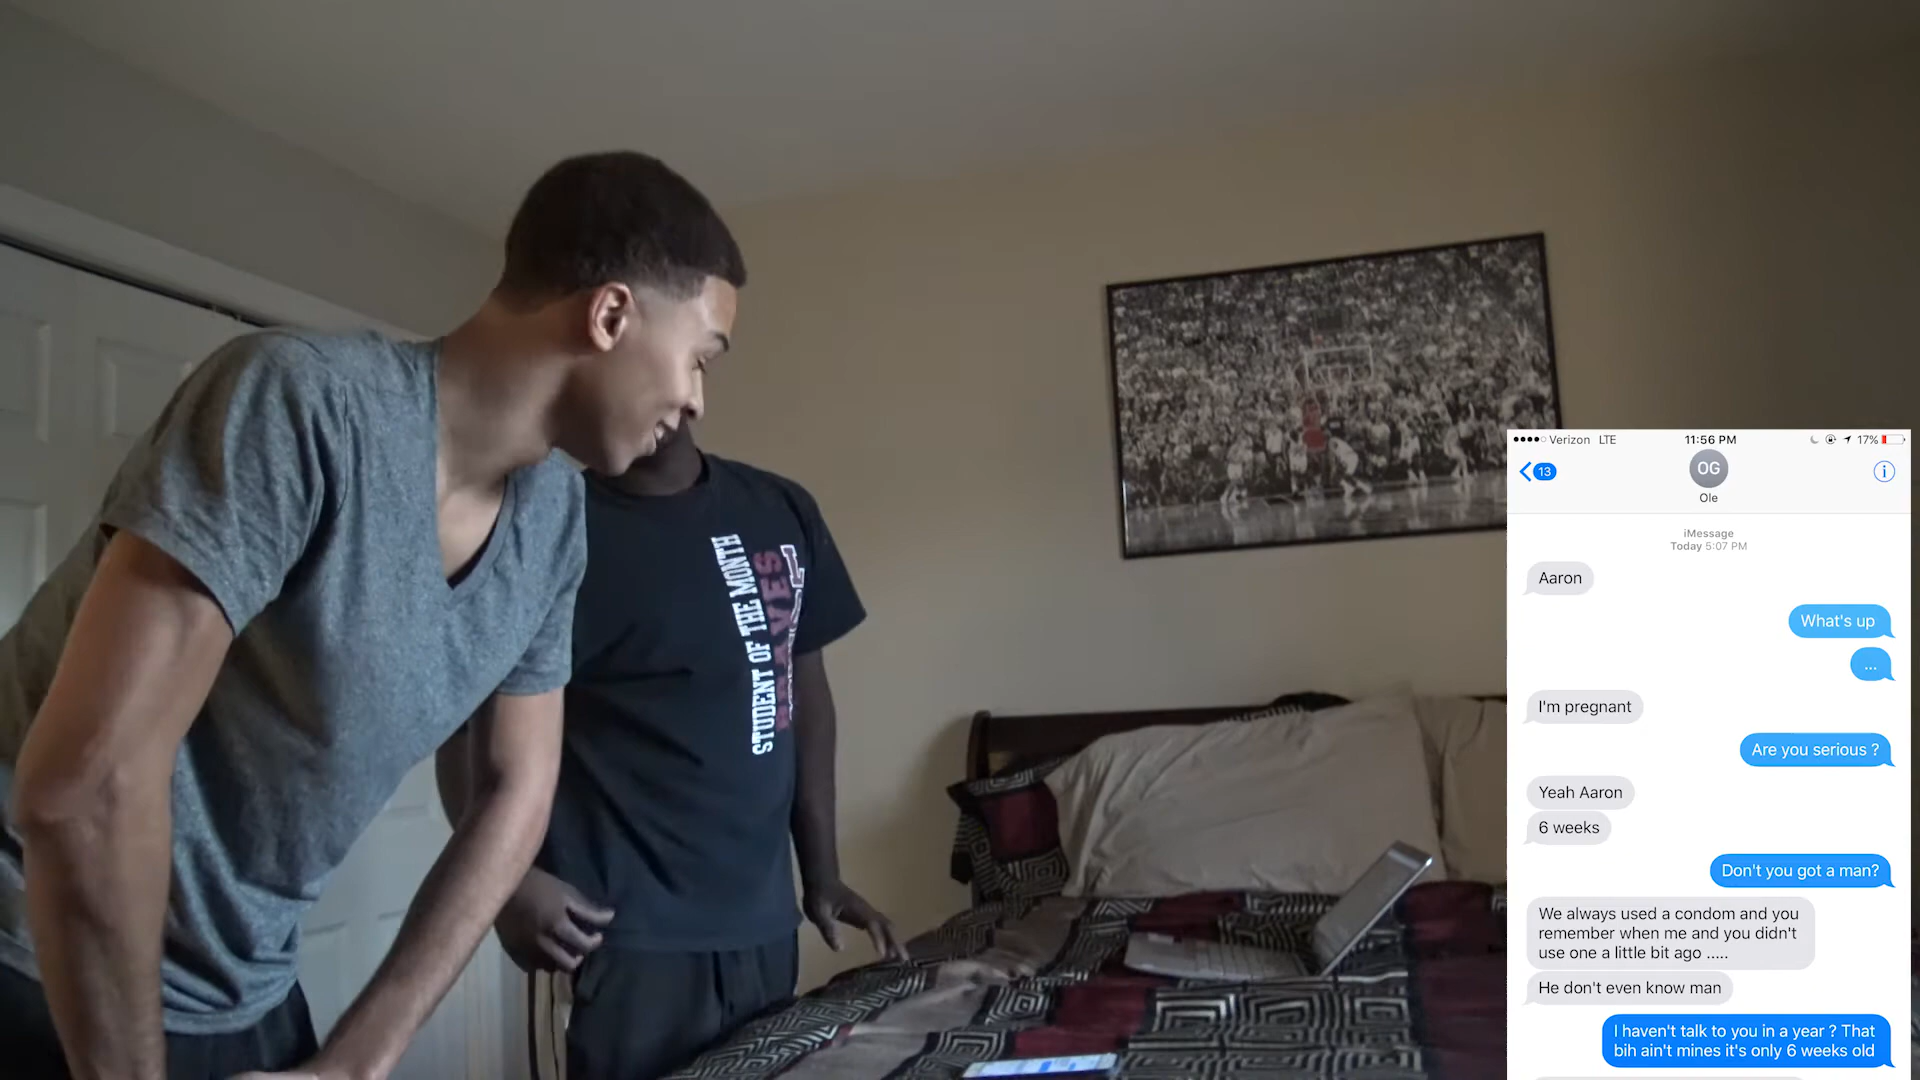 STUDENT OF THE MONTH
BRAVES
Verizon LTE
11:56 PM
17%
13
OG
Ole
iMessage
Today 5:07 PM
Aaron
What's up
...
I'm pregnant
Are you serious ?
Yeah Aaron
6 weeks
Don't you got a man?
We always used a condom and you
remember when me and you didn't
use one a little bit ago .....
He don't even know man
I haven't talk to you in a year ? That
bih ain't mines it's only 6 weeks old